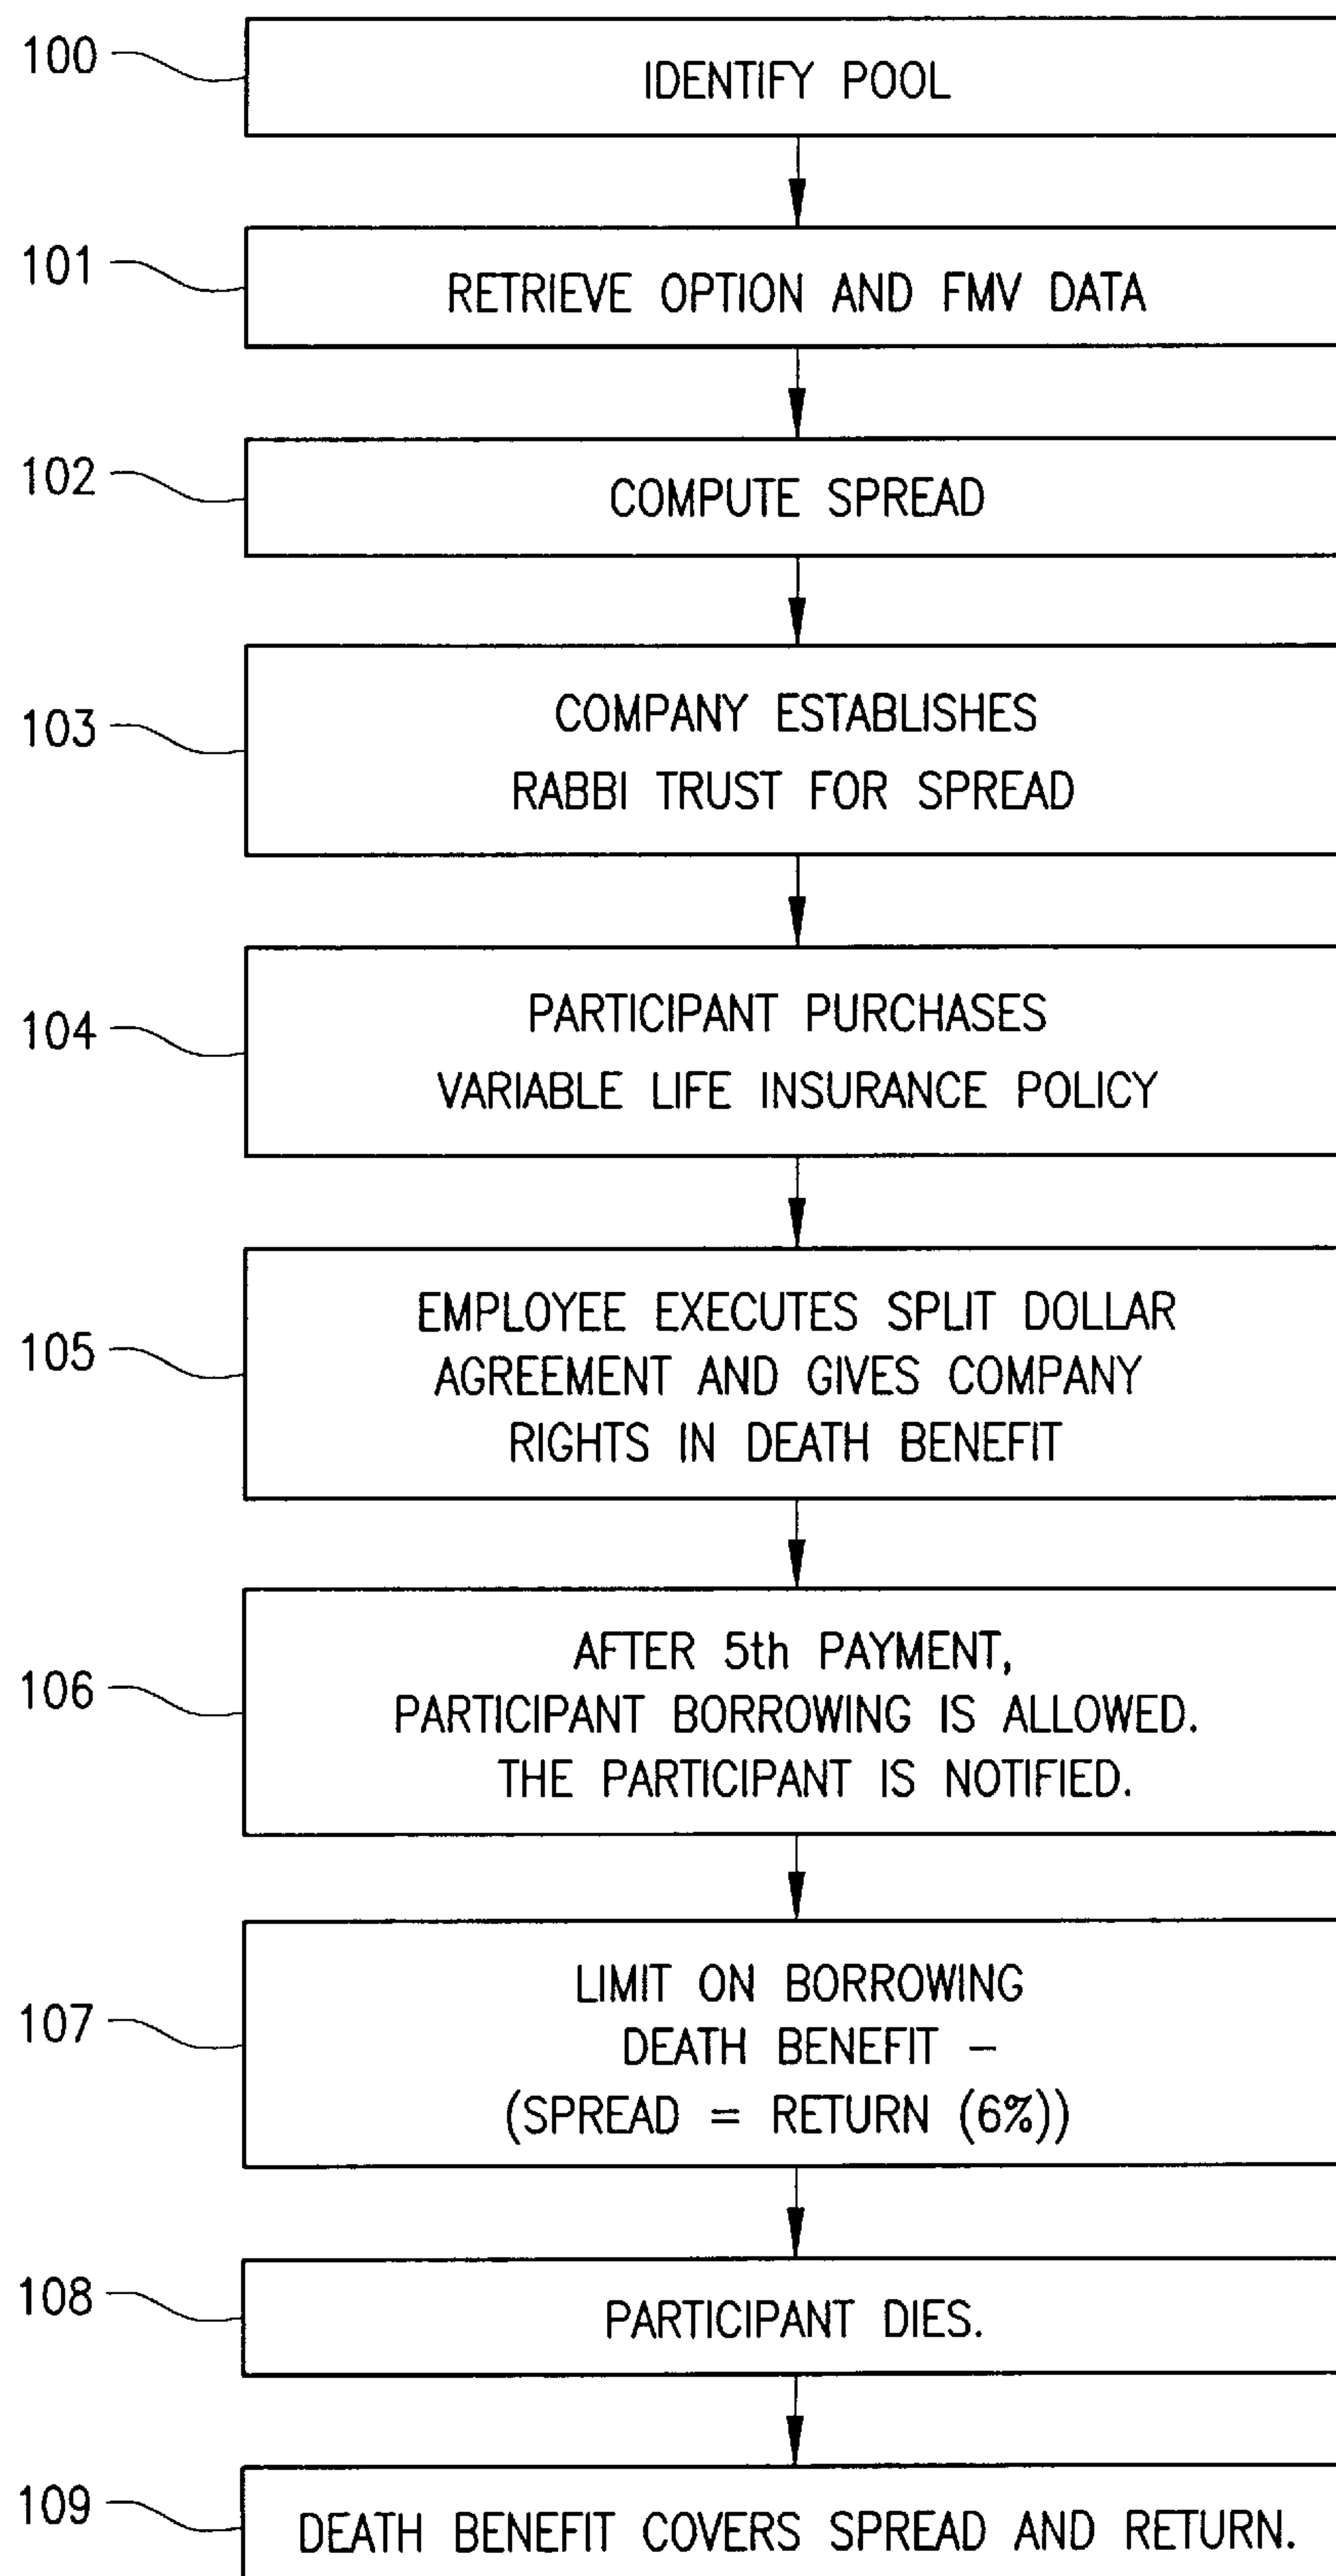 100
IDENTIFY POOL
101
RETRIEVE OPTION AND FMV DATA
102
COMPUTE SPREAD
103
COMPANY ESTABLISHES
RABBI TRUST FOR SPREAD
104
PARTICIPANT PURCHASES
VARIABLE LIFE INSURANCE POLICY
105
EMPLOYEE EXECUTES SPLIT DOLLAR
AGREEMENT AND GIVES COMPANY
RIGHTS IN DEATH BENEFIT
106
AFTER 5th PAYMENT,
PARTICIPANT BORROWING IS ALLOWED.
THE PARTICIPANT IS NOTIFIED.
107
LIMIT ON BORROWING
DEATH BENEFIT –
(SPREAD = RETURN (6%))
108
PARTICIPANT DIES.
109
DEATH BENEFIT COVERS SPREAD AND RETURN.